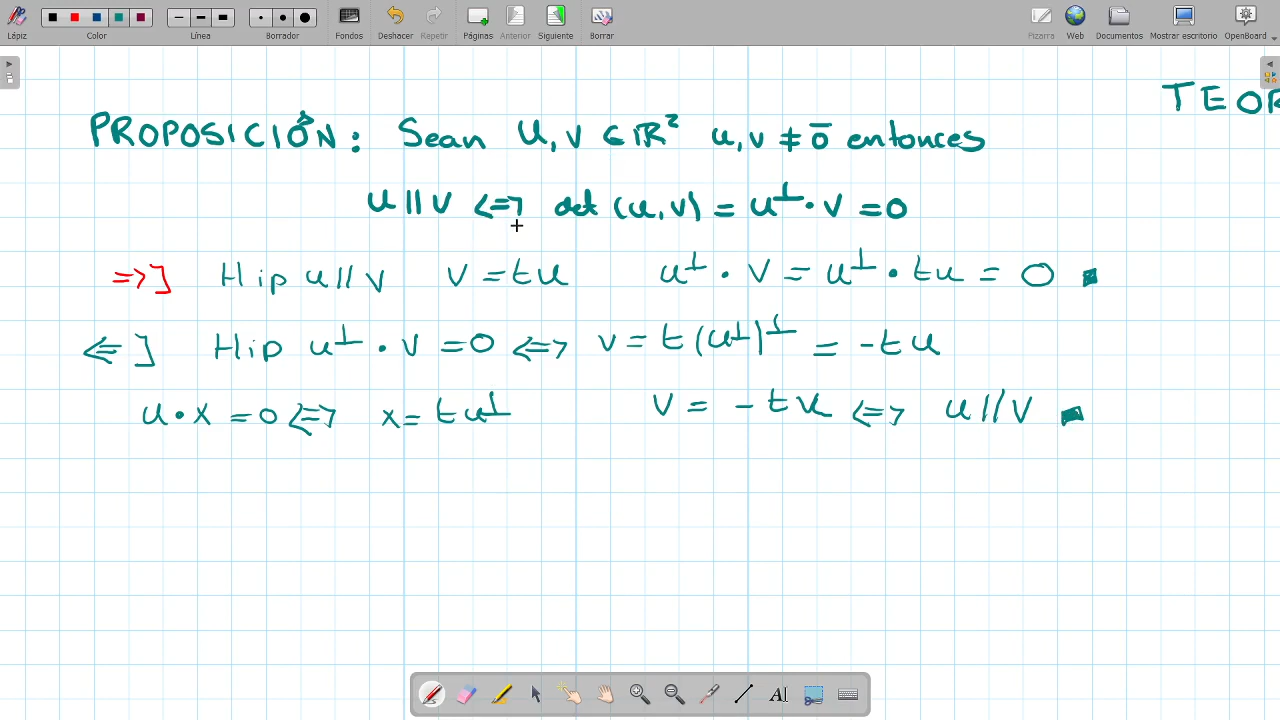 Lápiz Color Línea Borrador Fondos Deshacer Repetir Páginas Anterior Siguiente Borrar Pizarra Web Documentos Mostrar escritorio OpenBoard
TEOR
PROPOSICIÓN: Sean u, v ∈ ℝ² u, v ≠ 0̄ entonces
u // v <=> det (u, v) = u^⊥ · v = 0
=>] Hip u // v v = tu u^⊥ · v = u^⊥ · tu = 0 ■
<=] Hip u^⊥ · v = 0 <=> v = t (u^⊥)^⊥ = -tu
u · x = 0 <=> x = tu^⊥ v = -tu <=> u // v ■